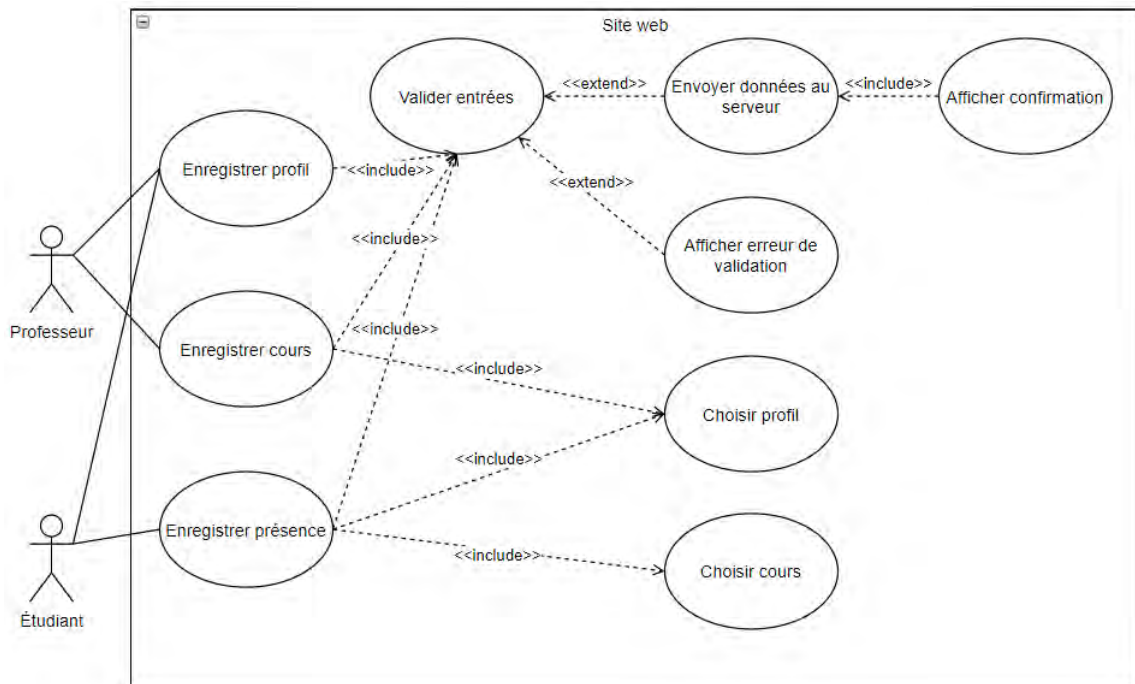 Site web
Valider entrées
<<extend>>
Envoyer données au
serveur
<<include>>
Afficher confirmation
Enregistrer profil
<<include>>
<<extend>>
Professeur
<<include>>
Afficher erreur de
validation
Enregistrer cours
<<include>>
<<include>>
Choisir profil
<<include>>
Enregistrer présence
<<include>>
Choisir cours
Étudiant